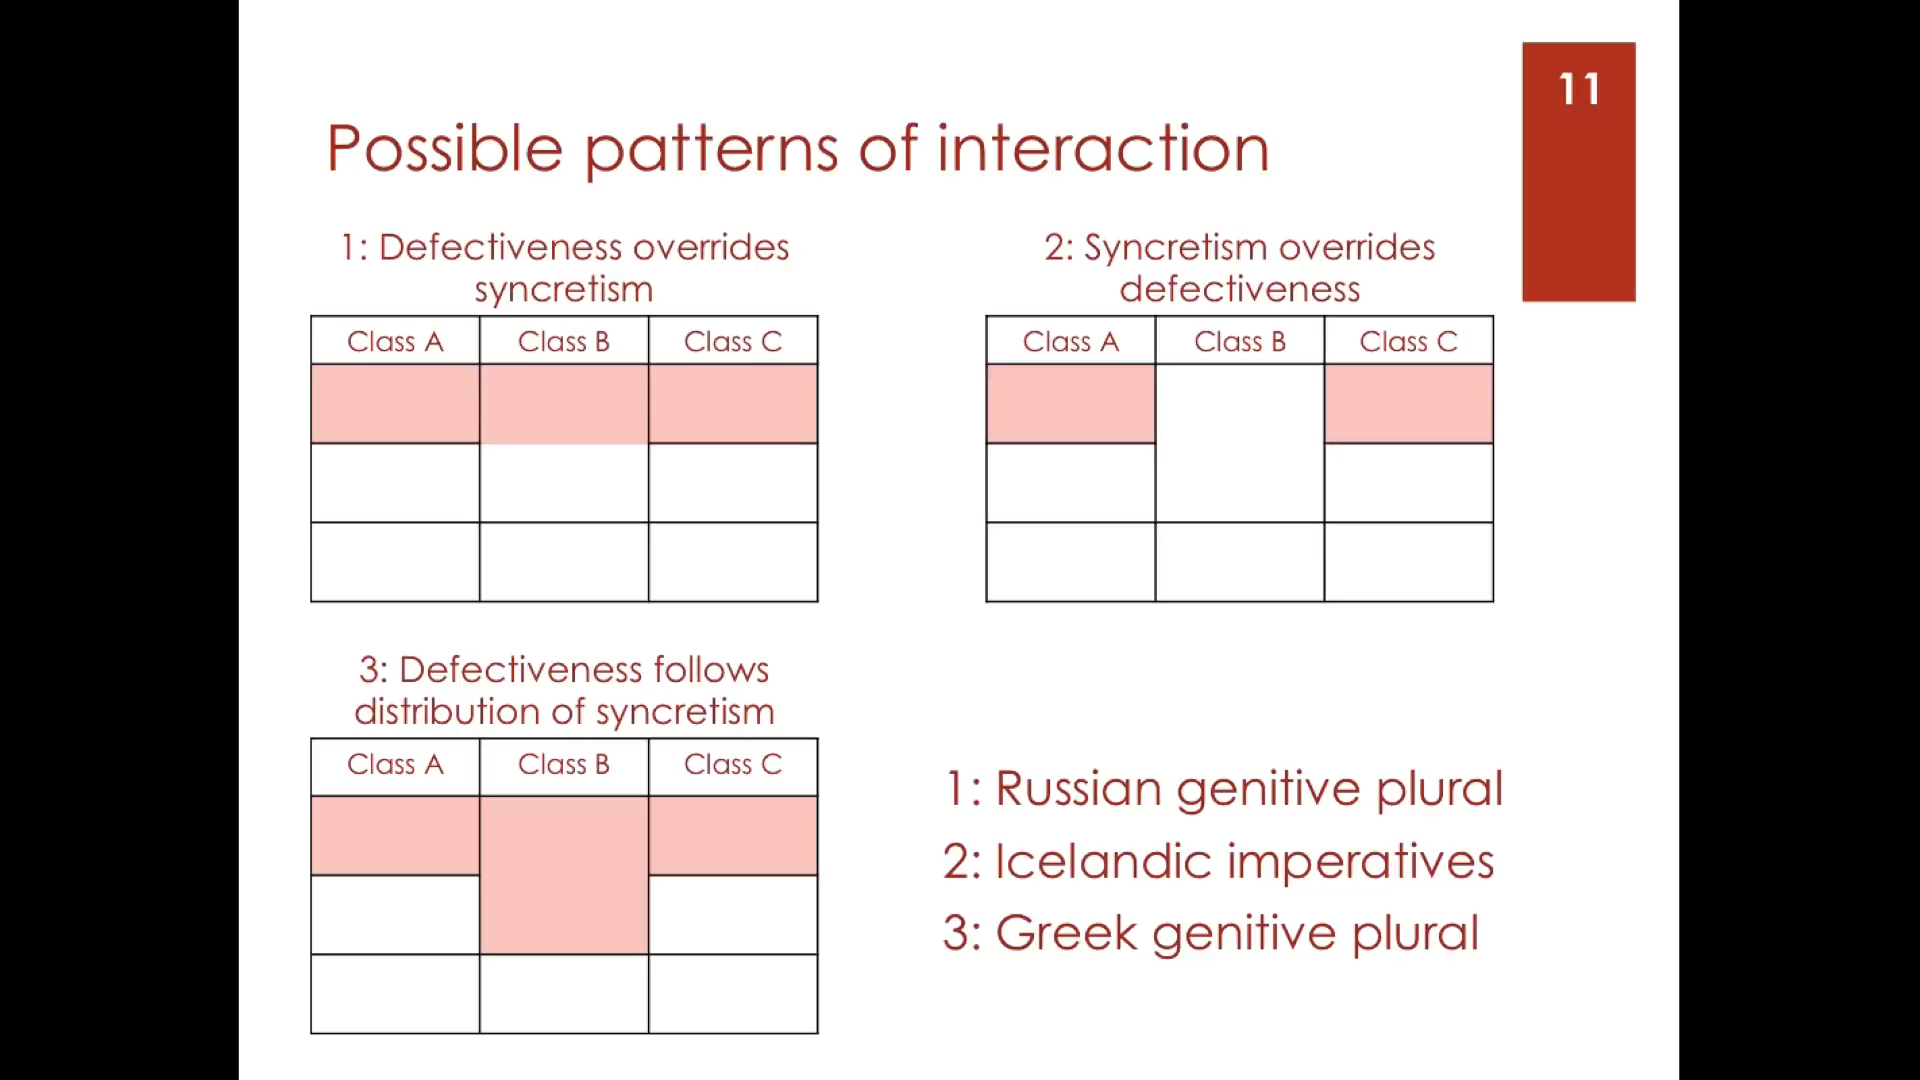 11
Possible patterns of interaction
1: Defectiveness overrides
syncretism
Class A Class B Class C
2: Syncretism overrides
defectiveness
Class A Class B Class C
3: Defectiveness follows
distribution of syncretism
Class A Class B Class C
1: Russian genitive plural
2: Icelandic imperatives
3: Greek genitive plural